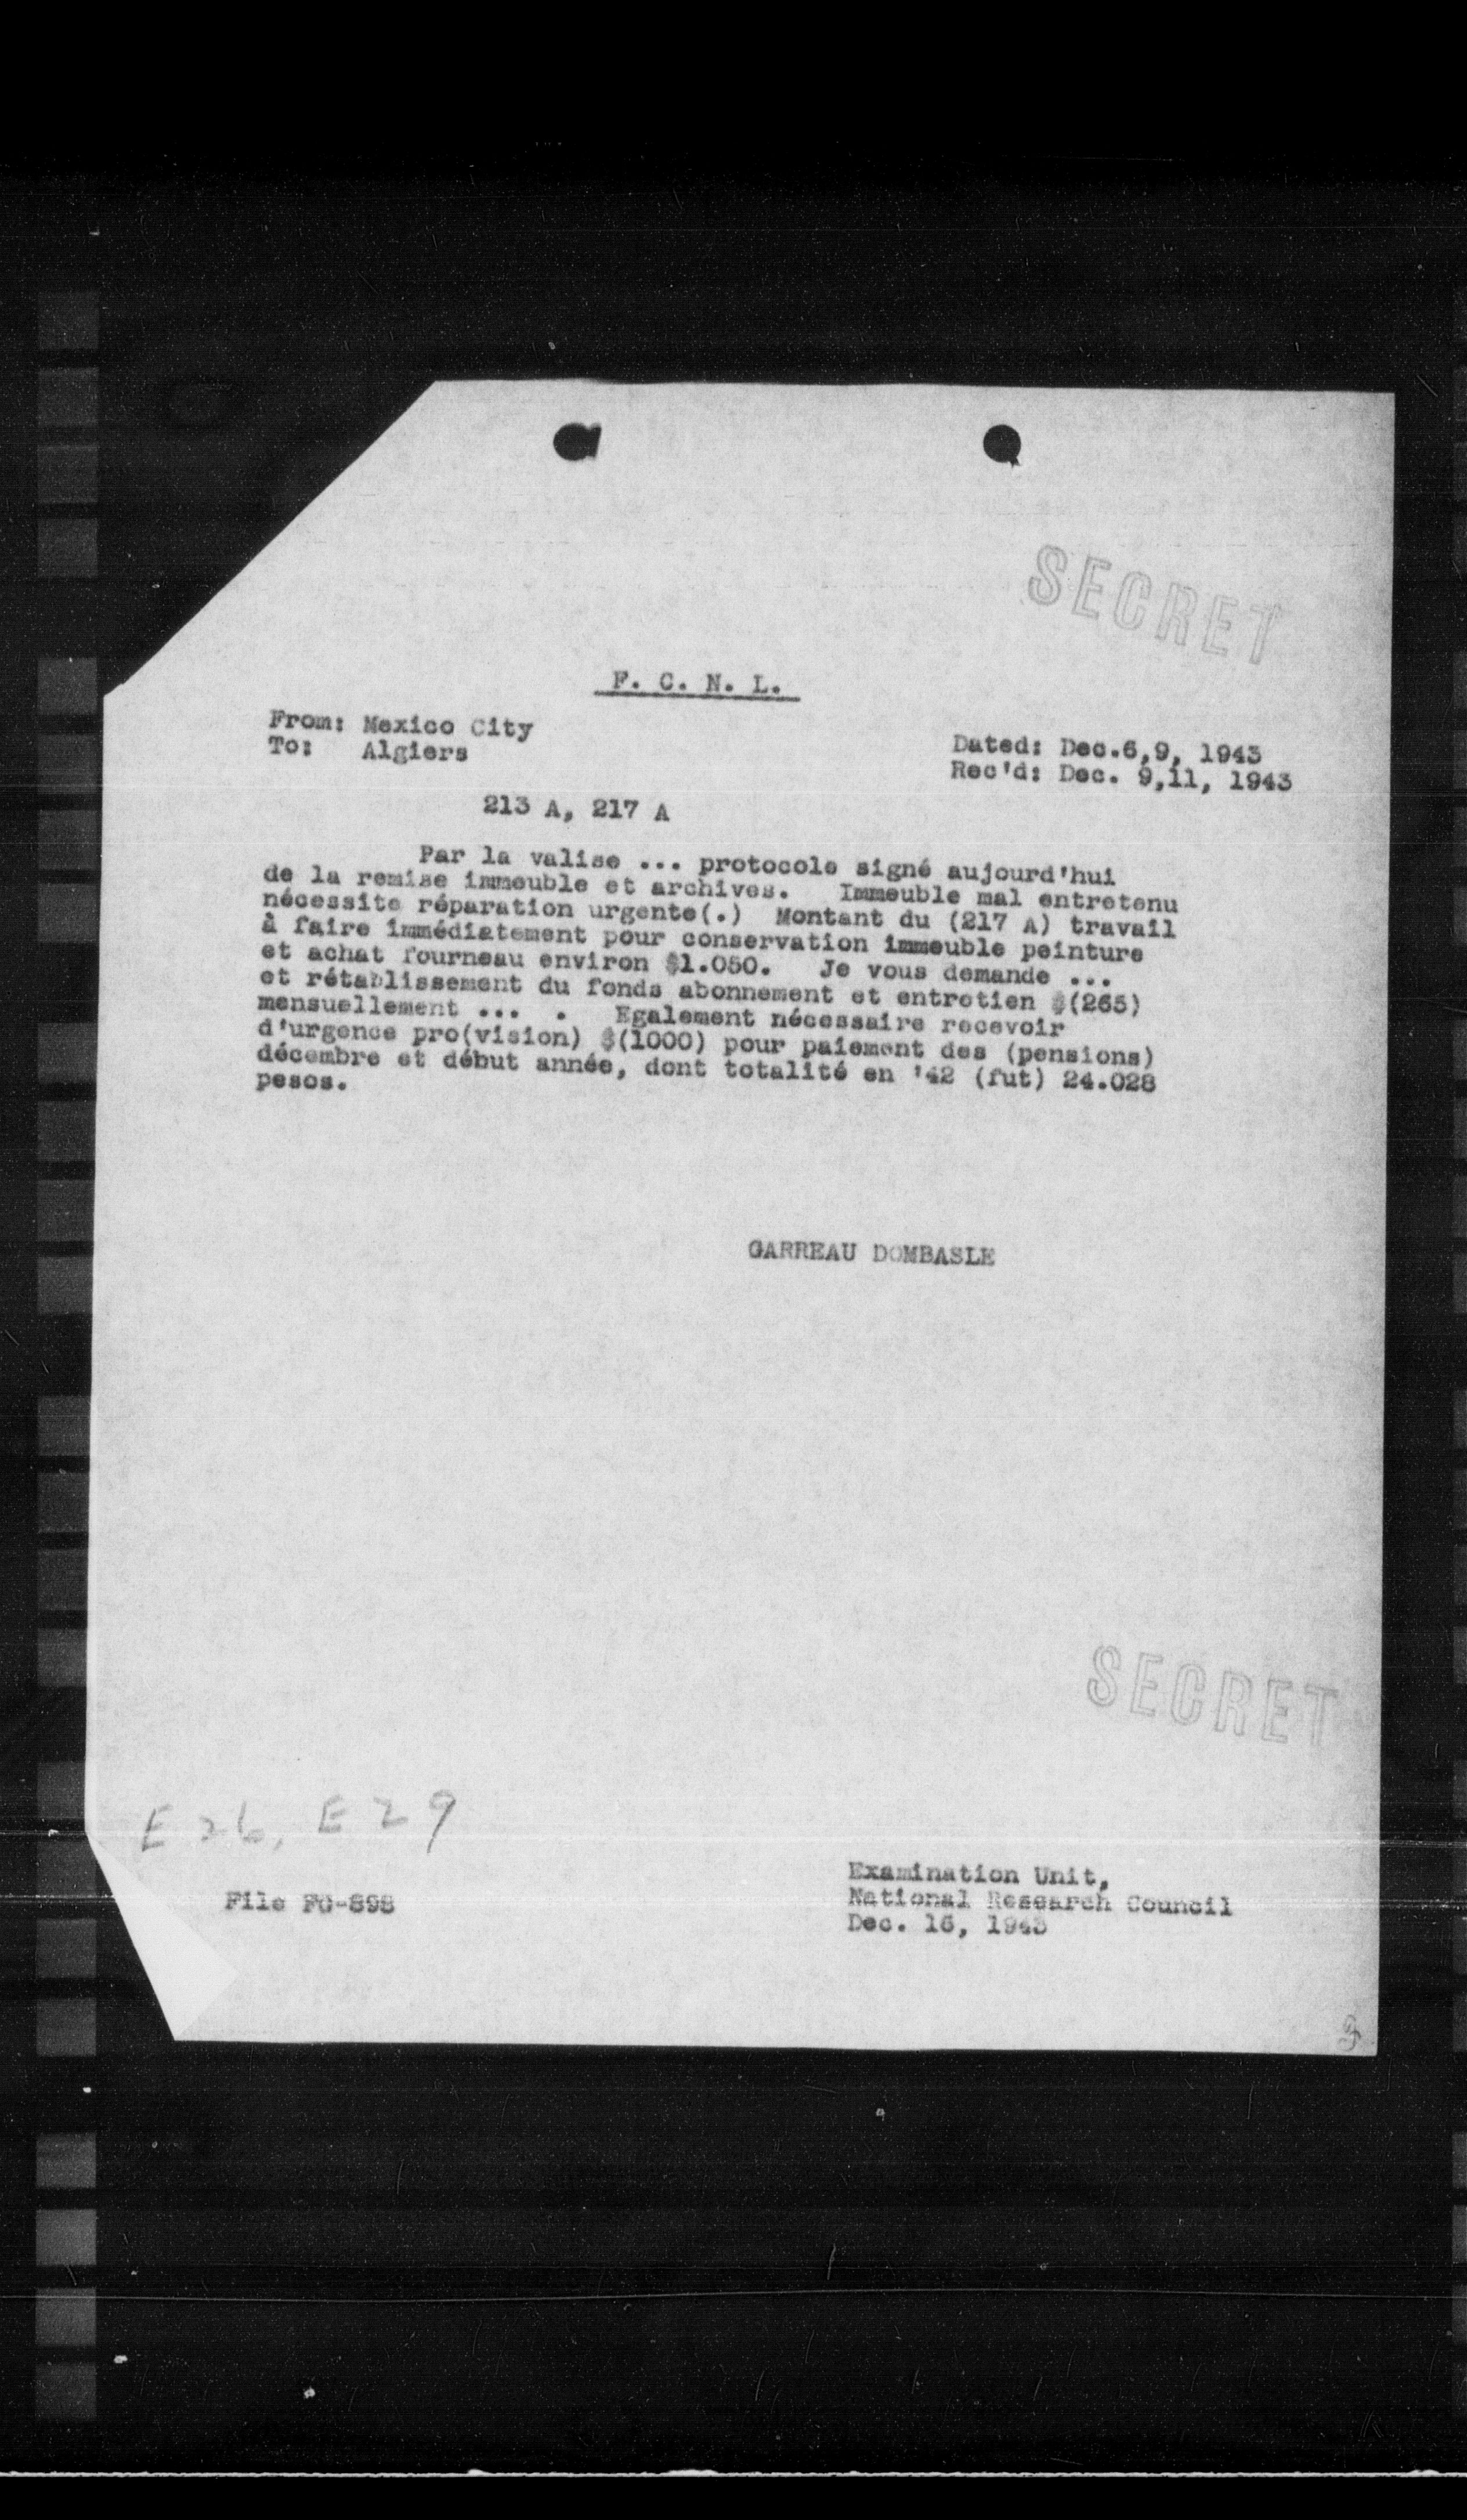 SECRET
F. C. N. L.
From: Mexico City
To: Algiers
Dated: Dec.6,9, 1943
Rec'd: Dec. 9,11, 1943
213 A, 217 A
Par la valise ... protocole signé aujourd'hui
de la remise immeuble et archives. Immeuble mal entretenu
nécessite réparation urgente(.) Montant du (217 A) travail
à faire immédiatement pour conservation immeuble peinture
et achat fourneau environ $1.050. Je vous demande ...
et rétablissement du fonds abonnement et entretien $(265)
mensuellement ... . Egalement nécessaire recevoir
d'urgence pro(vision) $(1000) pour paiement des (pensions)
décembre et début année, dont totalité en '42 (fut) 24.028
pesos.
GARREAU DOMBASLE
SECRET
E 26, E 29
File FG-898
Examination Unit,
National Research Council
Dec. 16, 1943